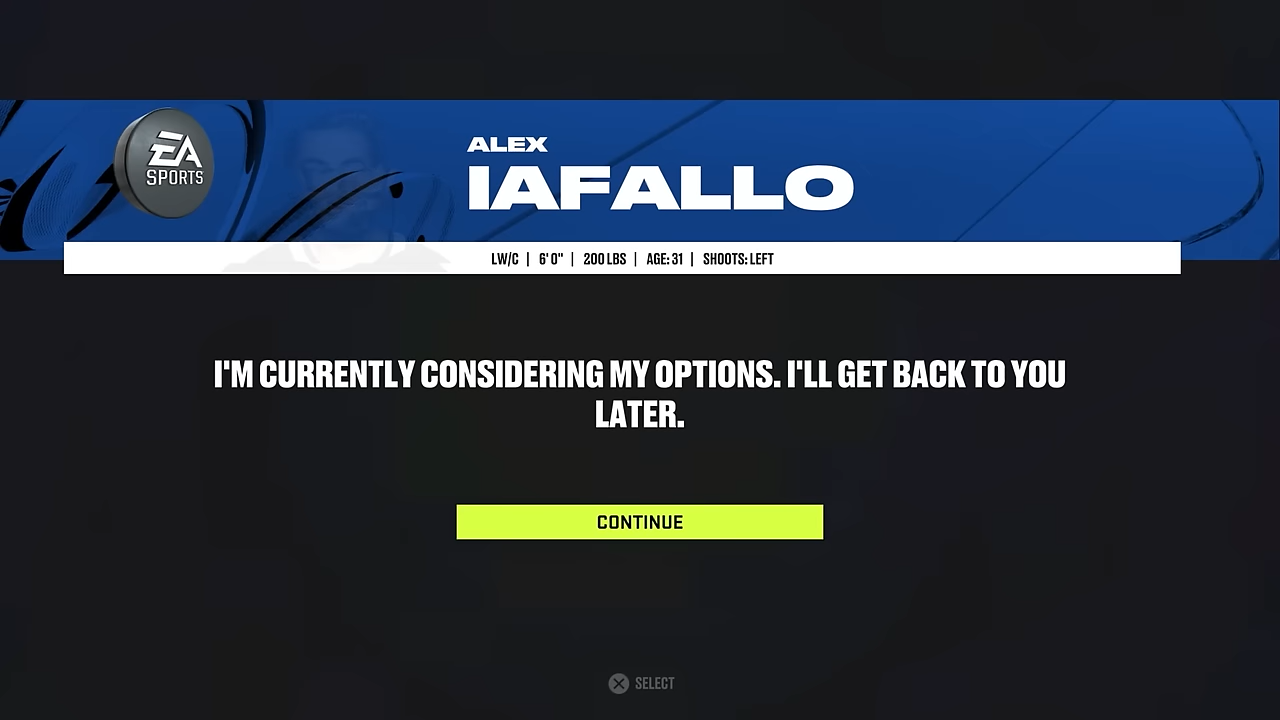 EA
SPORTS
ALEX
IAFALLO
LW/C | 6' 0" | 200 LBS | AGE: 31 | SHOOTS: LEFT
I'M CURRENTLY CONSIDERING MY OPTIONS. I'LL GET BACK TO YOU
LATER.
CONTINUE
SELECT